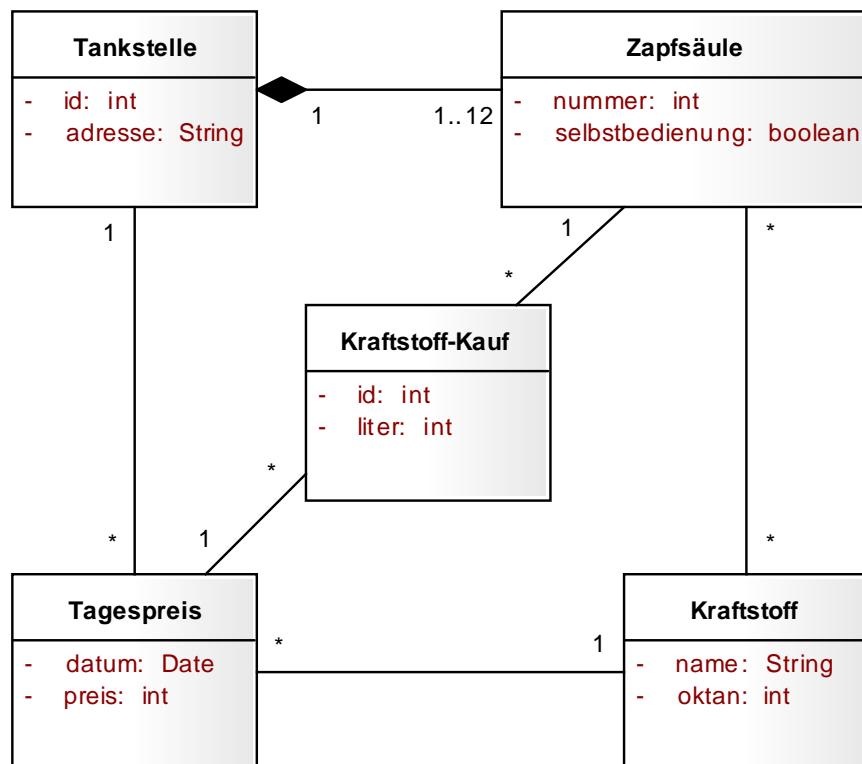 Tankstelle
- id: int
- adresse: String
Zapfsäule
- nummer: int
- selbstbedienung: boolean
1
1..12
1
1
*
*
Kraftstoff-Kauf
- id: int
- liter: int
*
1
*
*
Tagespreis
- datum: Date
- preis: int
*
1
Kraftstoff
- name: String
- oktan: int